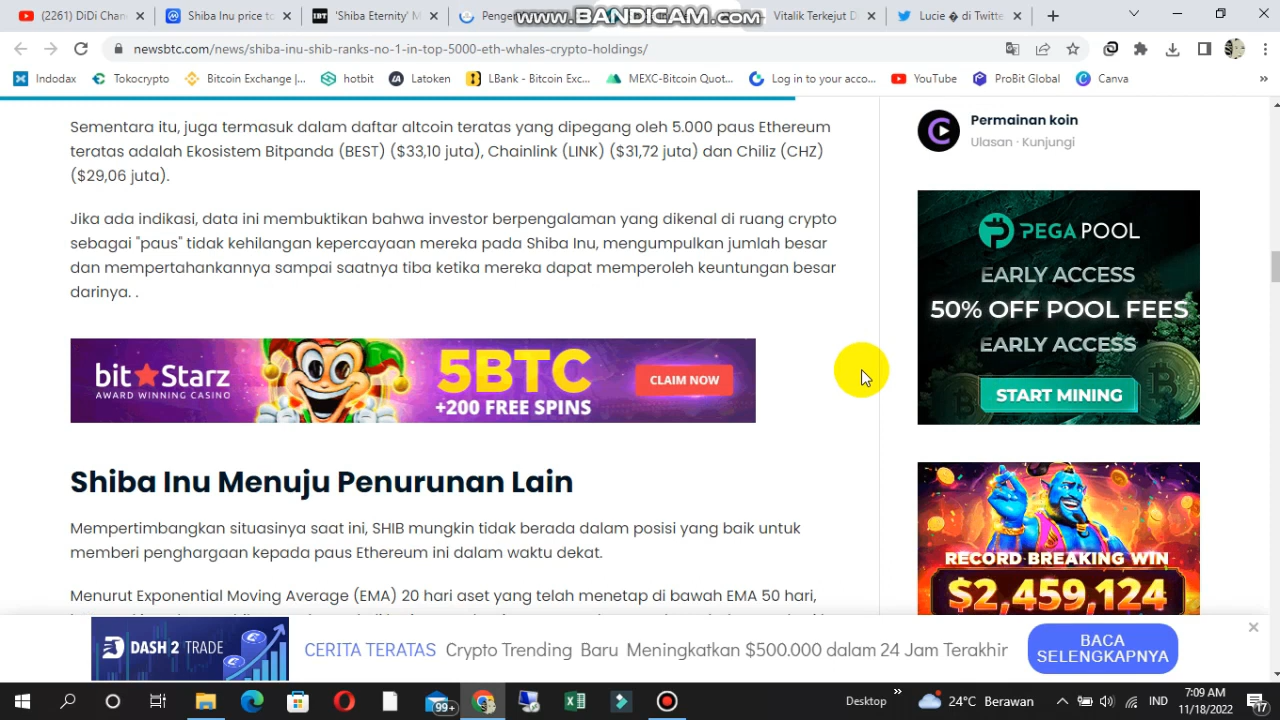 (2261) DiDi Chan
Shiba Inu price to
'Shiba Eternity' M
Penger
www.BANDICAM.com
Vitalik Terkejut D
Lucie � di Twitte
newsbtc.com/news/shiba-inu-shib-ranks-no-1-in-top-5000-eth-whales-crypto-holdings/
Indodax
Tokocrypto
Bitcoin Exchange |...
hotbit
Latoken
LBank - Bitcoin Exc...
MEXC-Bitcoin Quot...
Log in to your acco...
YouTube
ProBit Global
Canva
»
Sementara itu, juga termasuk dalam daftar altcoin teratas yang dipegang oleh 5.000 paus Ethereum
teratas adalah Ekosistem Bitpanda (BEST) ($33,10 juta), Chainlink (LINK) ($31,72 juta) dan Chiliz (CHZ)
($29,06 juta).
Jika ada indikasi, data ini membuktikan bahwa investor berpengalaman yang dikenal di ruang crypto
sebagai "paus" tidak kehilangan kepercayaan mereka pada Shiba Inu, mengumpulkan jumlah besar
dan mempertahankannya sampai saatnya tiba ketika mereka dapat memperoleh keuntungan besar
darinya. .
bit Starz
AWARD WINNING CASINO
5BTC
+200 FREE SPINS
CLAIM NOW
Shiba Inu Menuju Penurunan Lain
Mempertimbangkan situasinya saat ini, SHIB mungkin tidak berada dalam posisi yang baik untuk
memberi penghargaan kepada paus Ethereum ini dalam waktu dekat.
Menurut Exponential Moving Average (EMA) 20 hari aset yang telah menetap di bawah EMA 50 hari,
Permainan koin
Ulasan · Kunjungi
PEGA POOL
EARLY ACCESS
50% OFF POOL FEES
EARLY ACCESS
START MINING
RECORD BREAKING WIN
$2,459,124
DASH 2 TRADE
CERITA TERATAS Crypto Trending Baru Meningkatkan $500.000 dalam 24 Jam Terakhir
BACA
SELENGKAPNYA
99+
Desktop
»
24°C Berawan
IND
7:09 AM
11/18/2022
17